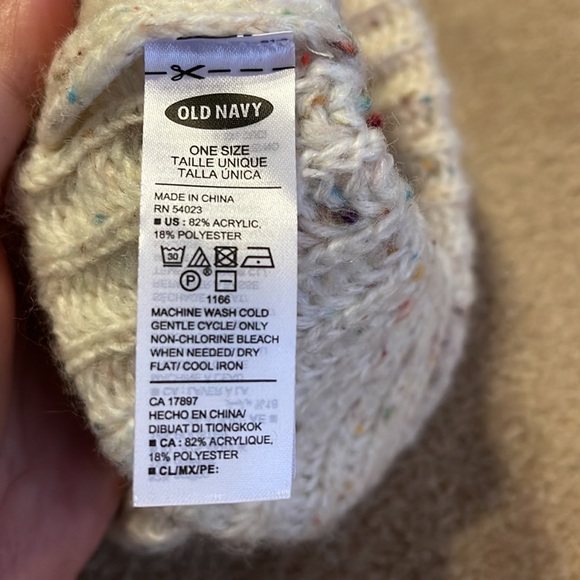 OLD NAVY
ONE SIZE
TAILLE UNIQUE
TALLA ÚNICA
MADE IN CHINA
RN 54023
■ US : 82% ACRYLIC,
18% POLYESTER
30
P ®
1166
MACHINE WASH COLD
GENTLE CYCLE/ ONLY
NON-CHLORINE BLEACH
WHEN NEEDED/ DRY
FLAT/ COOL IRON
CA 17897
HECHO EN CHINA/
DIBUAT DI TIONGKOK
■ CA : 82% ACRYLIQUE,
18% POLYESTER
■ CL/MX/PE: